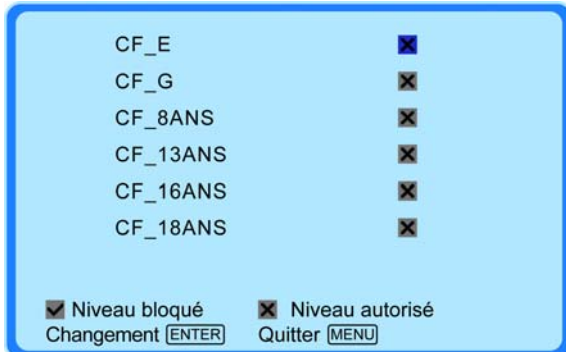 CF_E
CF_G
CF_8ANS
CF_13ANS
CF_16ANS
CF_18ANS
Niveau bloqué Niveau autorisé
Changement ENTER Quitter MENU